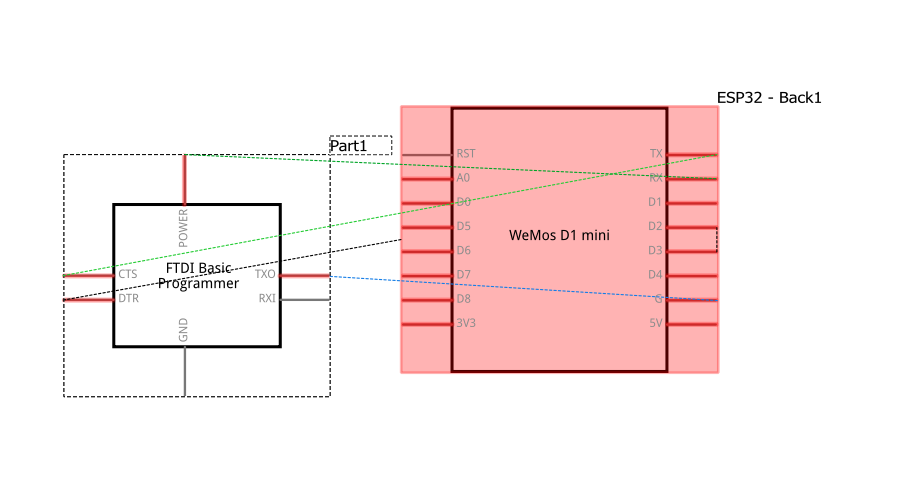 ESP32 - Back1
Part1
POWER
CTS
DTR
FTDI Basic
Programmer
TXO
RXI
GND
RST
A0
D0
D5
D6
D7
D8
3V3
WeMos D1 mini
TX
RX
D1
D2
D3
D4
G
5V